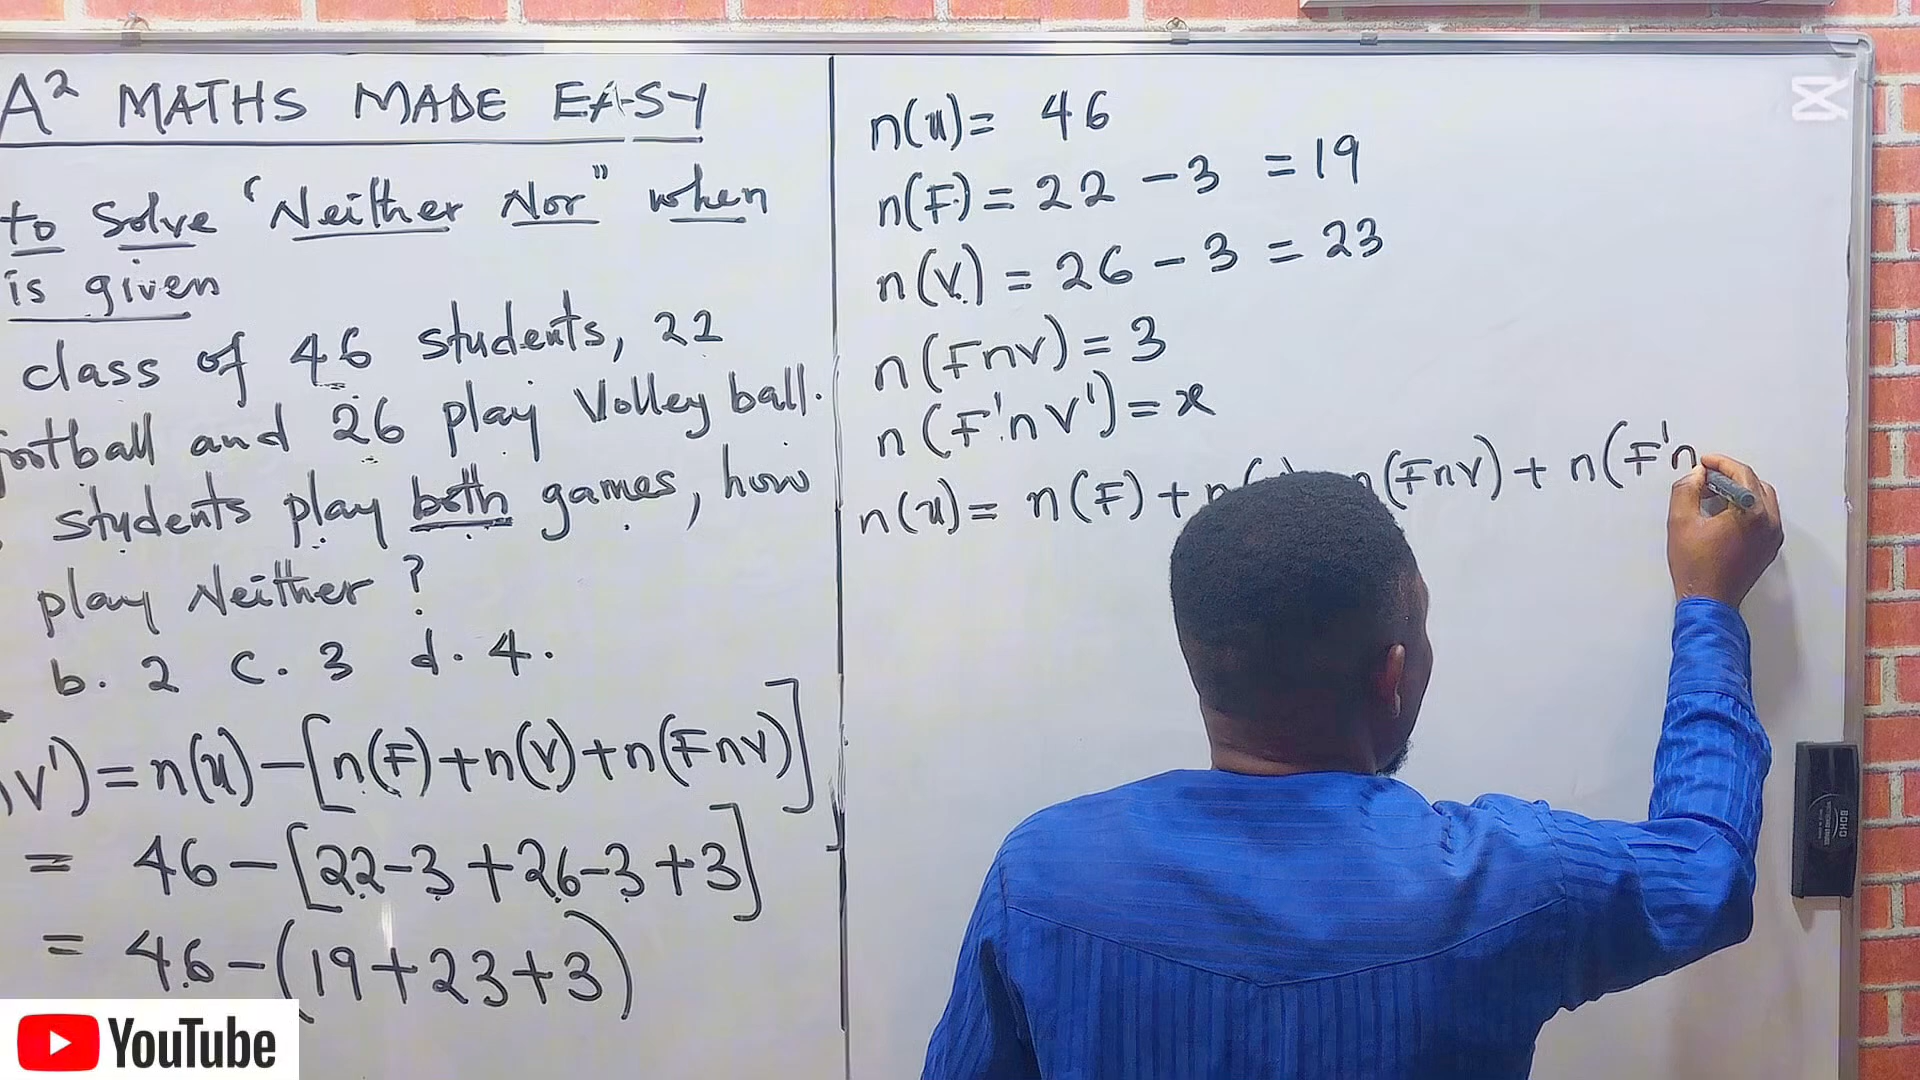 A² MATHS MADE EASY
to solve "Neither Nor" when
is given
class of 46 students, 22
football and 26 play Volley ball.
students play both games, how
play Neither?
b. 2 c. 3 d. 4.
V') = n(u) - [n(F) + n(V) + n(FnV)]
= 46 - [22-3 + 26-3 + 3]
= 46 - (19 + 23 + 3)
n(u) = 46
n(F) = 22 - 3 = 19
n(V) = 26 - 3 = 23
n(FnV) = 3
n(F'nV') = x
n(u) = n(F) + n(FnV) + n(F'n
YouTube
BOHO